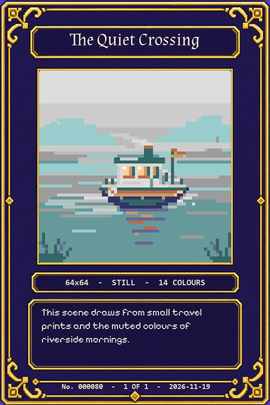 The Quiet Crossing
64x64 - STILL - 14 COLOURS
This scene draws from small travel
prints and the muted colours of
riverside mornings.
No. 000080 - 1 OF 1 - 2026-11-19